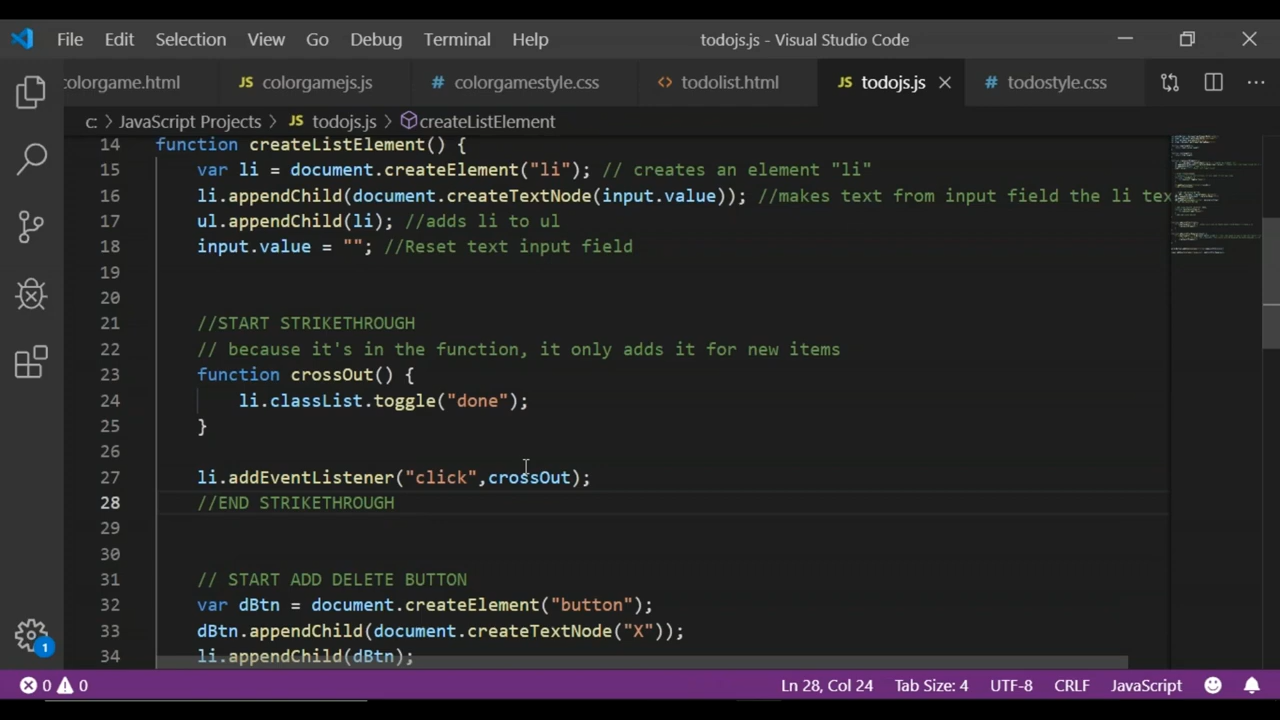 File Edit Selection View Go Debug Terminal Help todojs.js - Visual Studio Code
colorgame.html JS colorgamejs.js # colorgamestyle.css <> todolist.html JS todojs.js # todostyle.css
c: > JavaScript Projects > JS todojs.js > createListElement
14 function createListElement() {
15 var li = document.createElement("li"); // creates an element "li"
16 li.appendChild(document.createTextNode(input.value)); //makes text from input field the li tex
17 ul.appendChild(li); //adds li to ul
18 input.value = ""; //Reset text input field
19
20
21 //START STRIKETHROUGH
22 // because it's in the function, it only adds it for new items
23 function crossOut() {
24 li.classList.toggle("done");
25 }
26
27 li.addEventListener("click",crossOut);
28 //END STRIKETHROUGH
29
30
31 // START ADD DELETE BUTTON
32 var dBtn = document.createElement("button");
33 dBtn.appendChild(document.createTextNode("X"));
34 li.appendChild(dBtn);
1
0 0 Ln 28, Col 24 Tab Size: 4 UTF-8 CRLF JavaScript